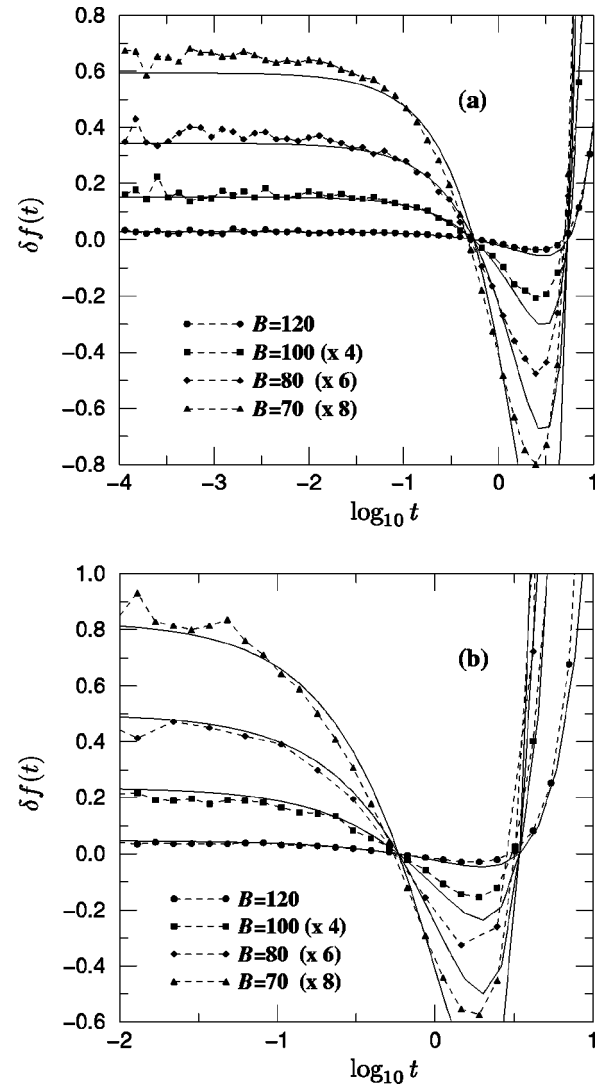 0.8
0.6
0.4
0.2
0.0
−0.2
−0.4
−0.6
−0.8
δf(t)
(a)
B=120
B=100 (x 4)
B=80 (x 6)
B=70 (x 8)
−4 −3 −2 −1 0 1
log₁₀ t
1.0
0.8
0.6
0.4
0.2
0.0
−0.2
−0.4
−0.6
δf(t)
(b)
B=120
B=100 (x 4)
B=80 (x 6)
B=70 (x 8)
−2 −1 0 1
log₁₀ t